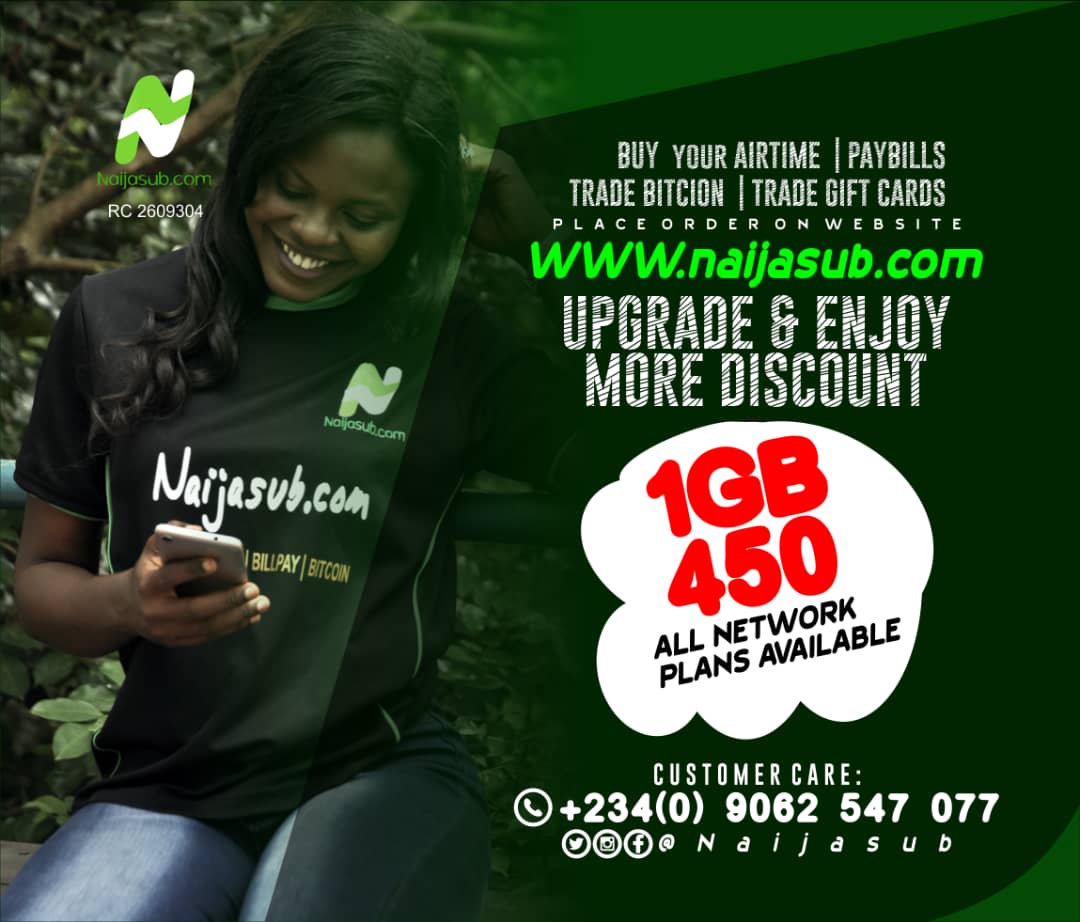 Naijasub.com
RC 2609304
BUY YOUR AIRTIME | PAYBILLS
TRADE BITCION | TRADE GIFT CARDS
PLACE ORDER ON WEBSITE
WWW.naijasub.com
UPGRADE & ENJOY
MORE DISCOUNT
Naijasub.com
Naijasub.com
| BILLPAY | BITCOIN
1GB
450
ALL NETWORK
PLANS AVAILABLE
CUSTOMER CARE:
+234(0) 9062 547 077
@Naijasub